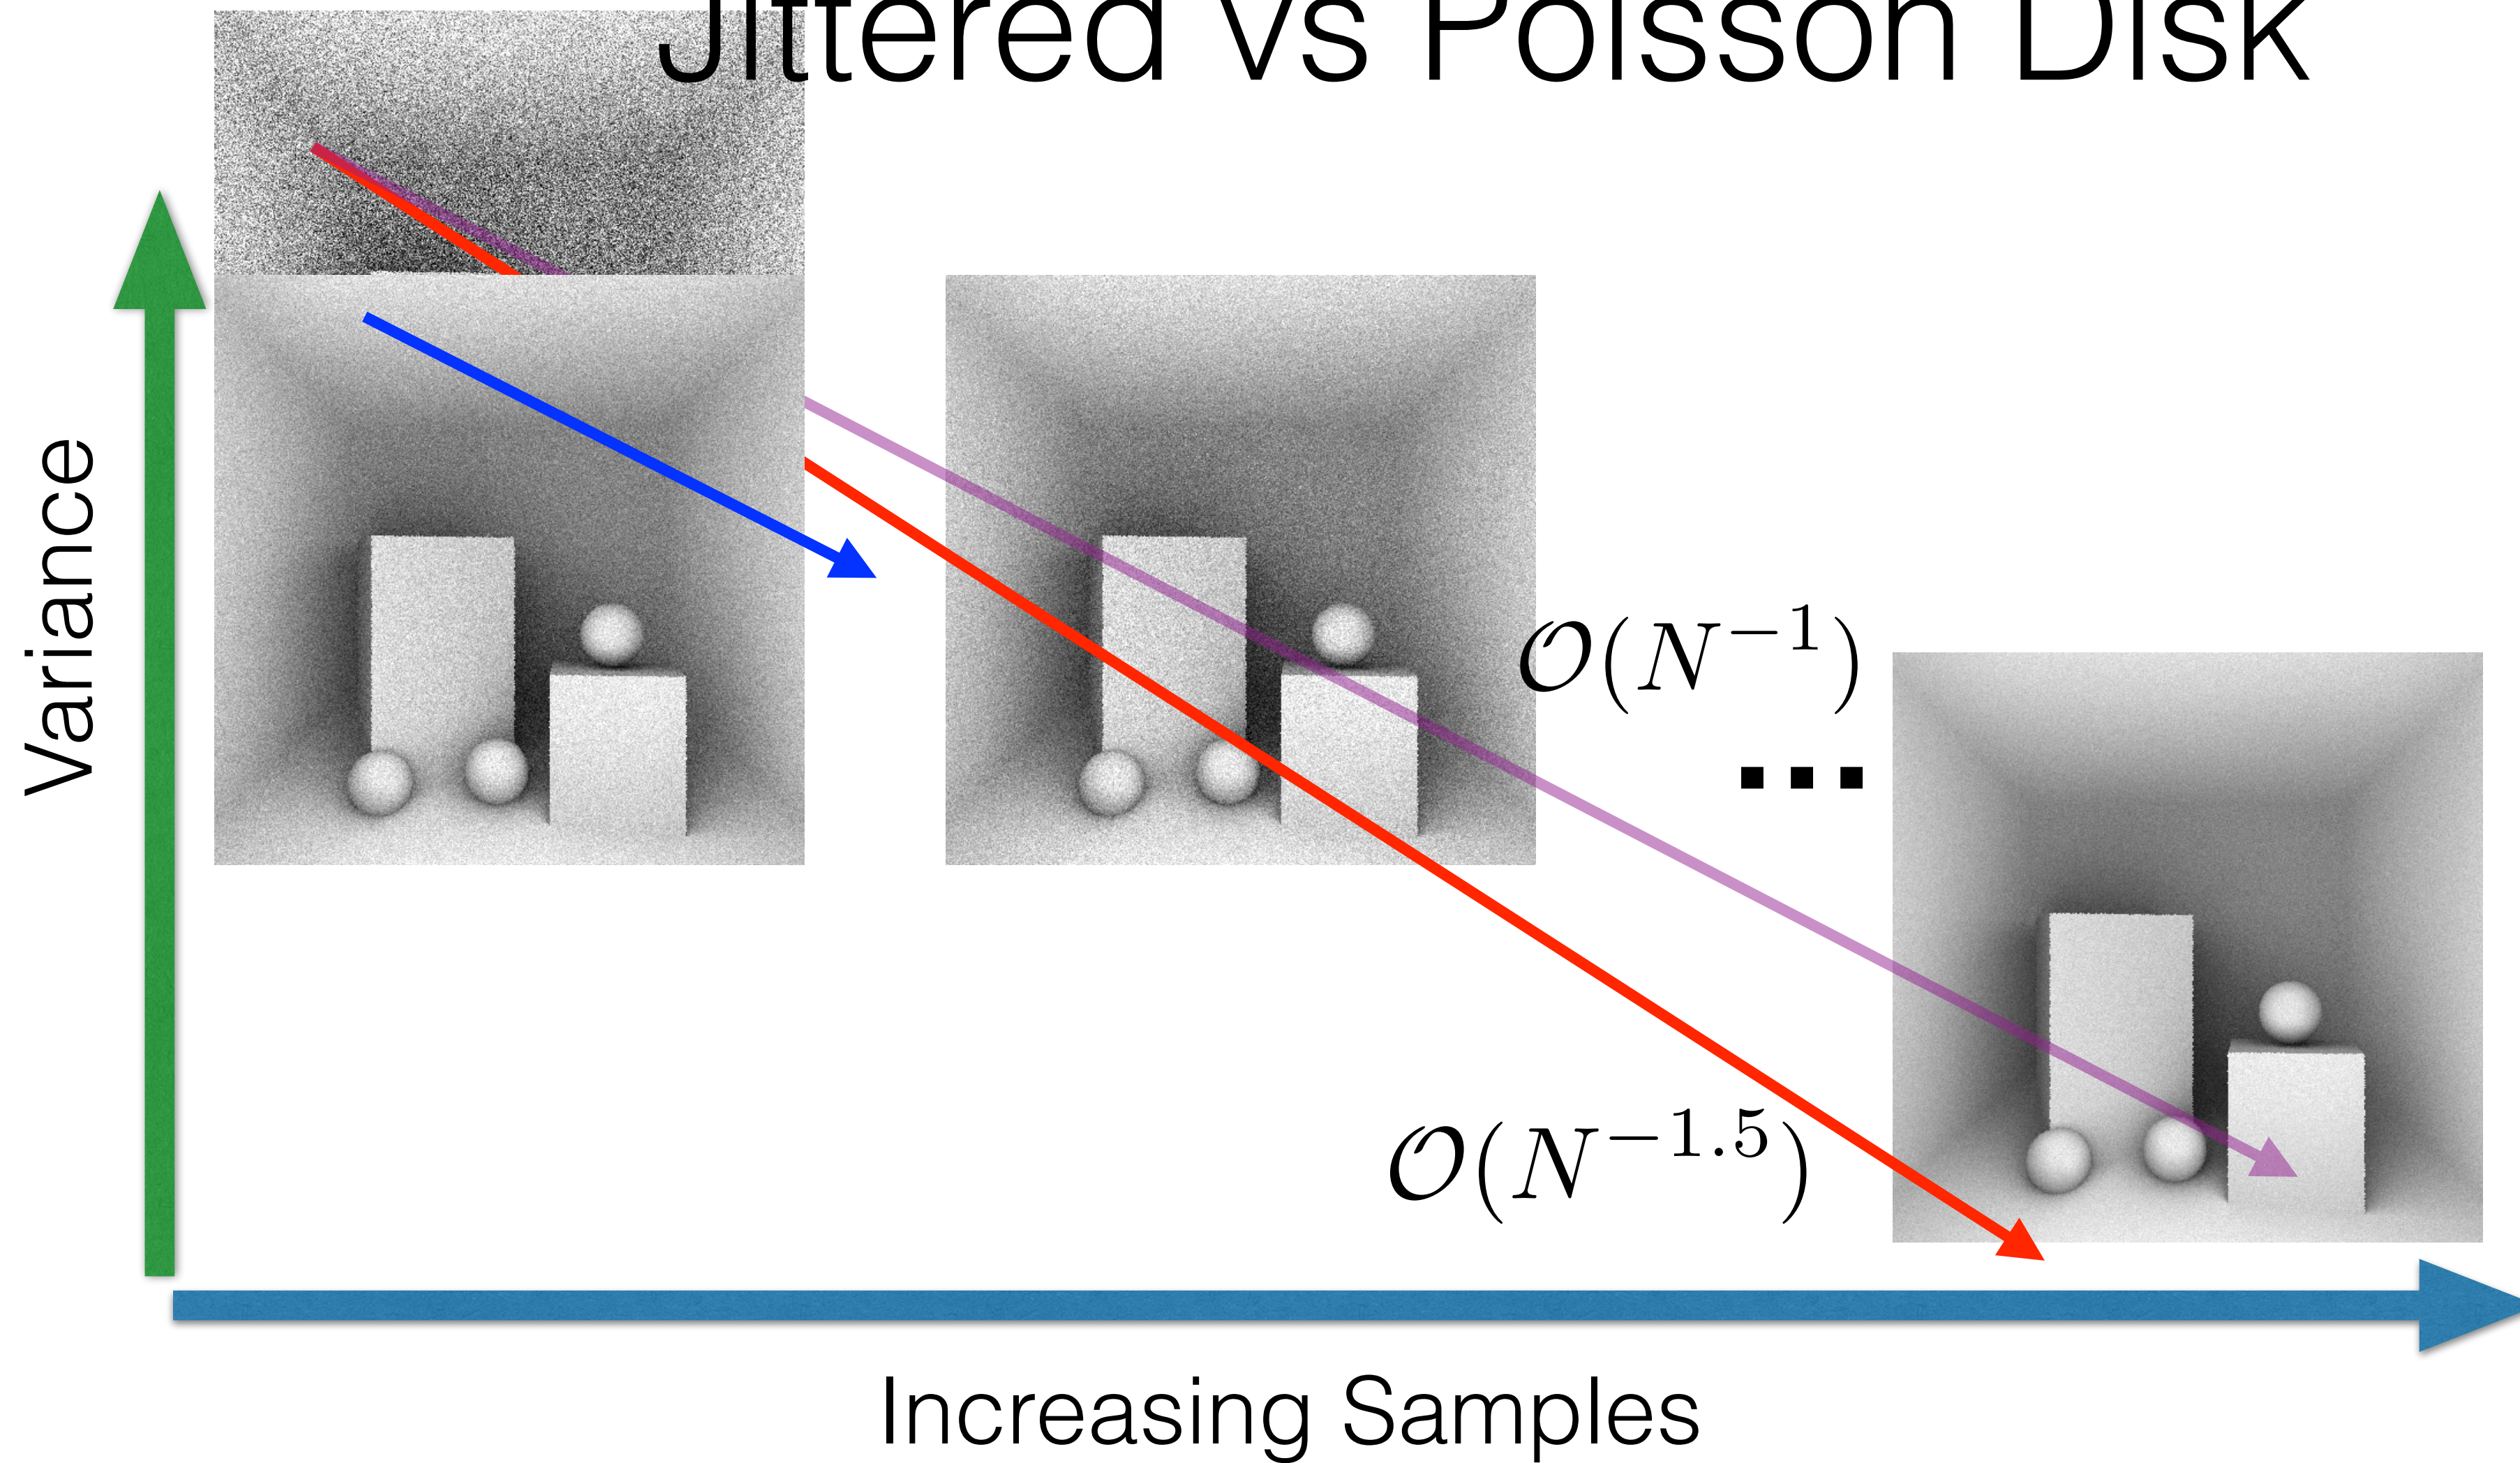 Jittered vs Poisson Disk
Variance
𝒪(N⁻¹)
...
𝒪(N⁻¹·⁵)
Increasing Samples